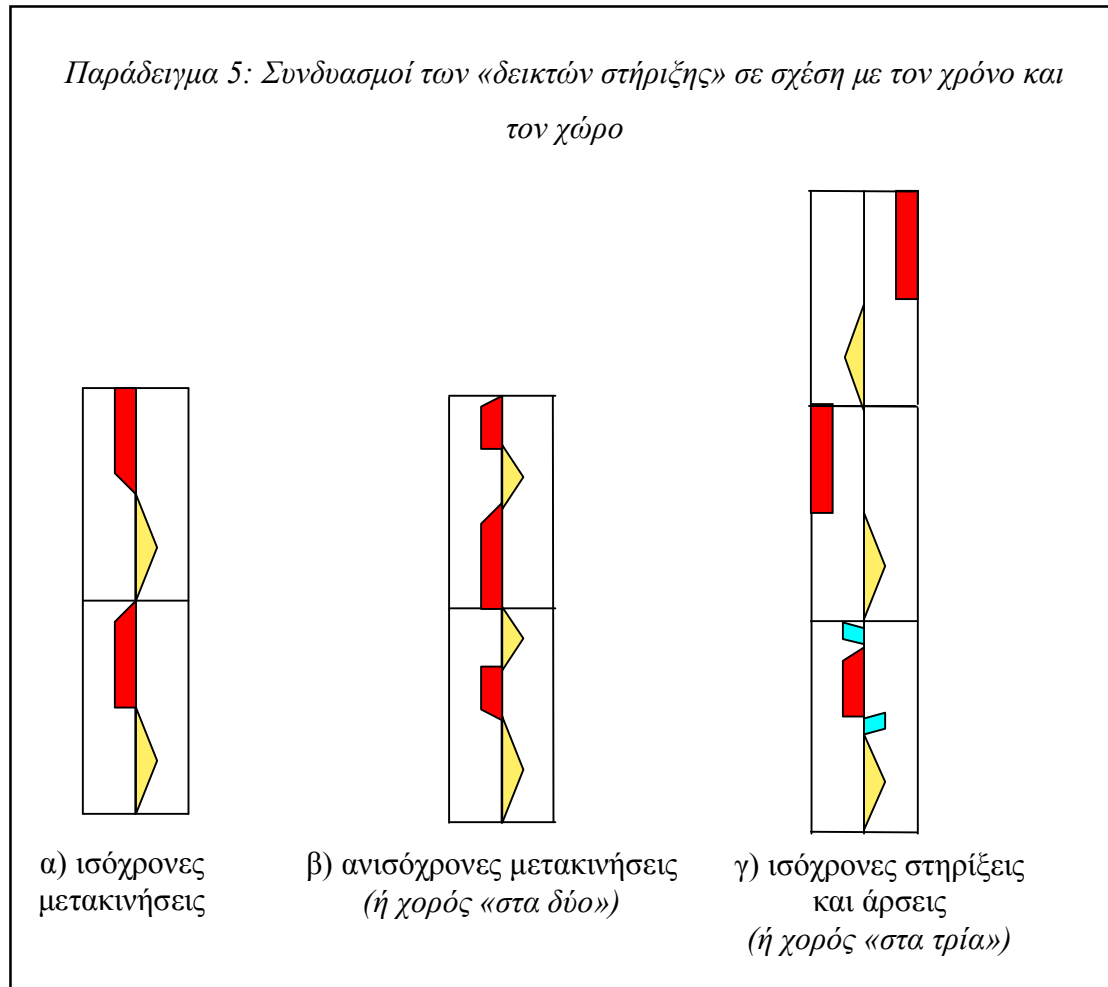 Παράδειγμα 5: Συνδυασμοί των «δεικτών στήριξης» σε σχέση με τον χρόνο και
τον χώρο
α) ισόχρονες
μετακινήσεις
β) ανισόχρονες μετακινήσεις
(ή χορός «στα δύο»)
γ) ισόχρονες στηρίξεις
και άρσεις
(ή χορός «στα τρία»)